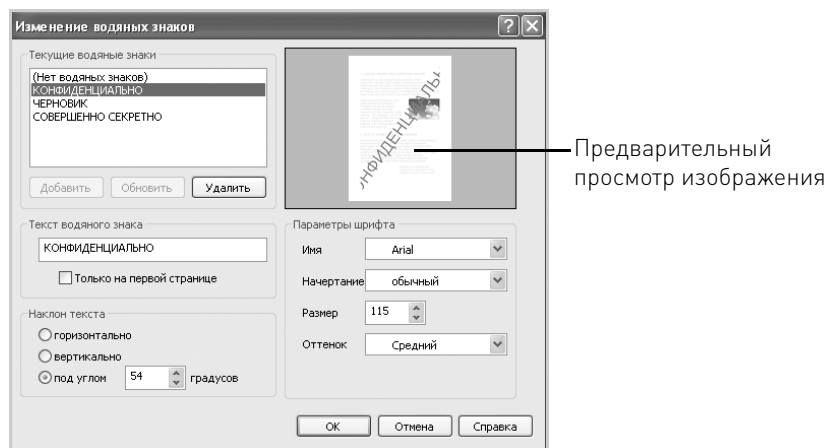 Изменение водяных знаков
Текущие водяные знаки
(Нет водяных знаков)
КОНФИДЕНЦИАЛЬНО
ЧЕРНОВИК
СОВЕРШЕННО СЕКРЕТНО
Добавить Обновить Удалить
НФИДЕНЦИАЛЬ
Предварительный
просмотр изображения
Текст водяного знака
КОНФИДЕНЦИАЛЬНО
Только на первой странице
Наклон текста
горизонтально
вертикально
под углом 54 градусов
Параметры шрифта
Имя Arial
Начертание обычный
Размер 115
Оттенок Средний
ОК Отмена Справка